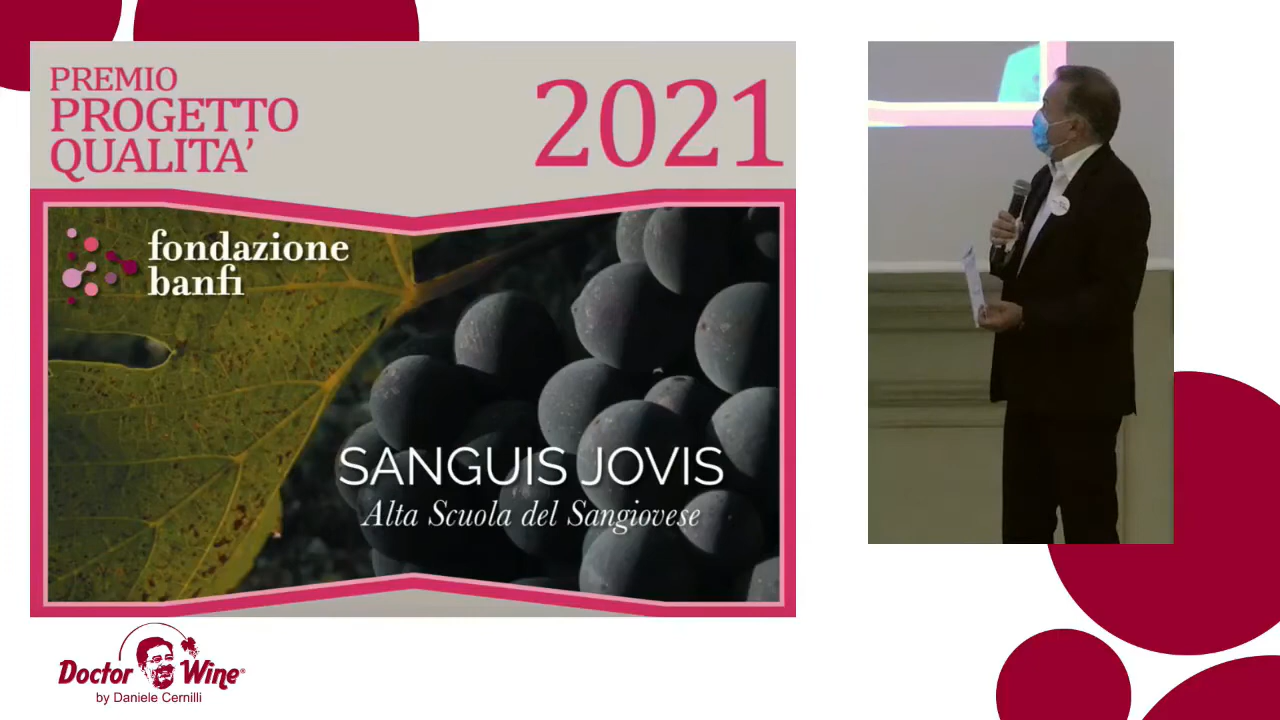 PREMIO
PROGETTO
QUALITA’
2021
fondazione
banfi
SANGUIS JOVIS
Alta Scuola del Sangiovese
Doctor Wine®
by Daniele Cernilli